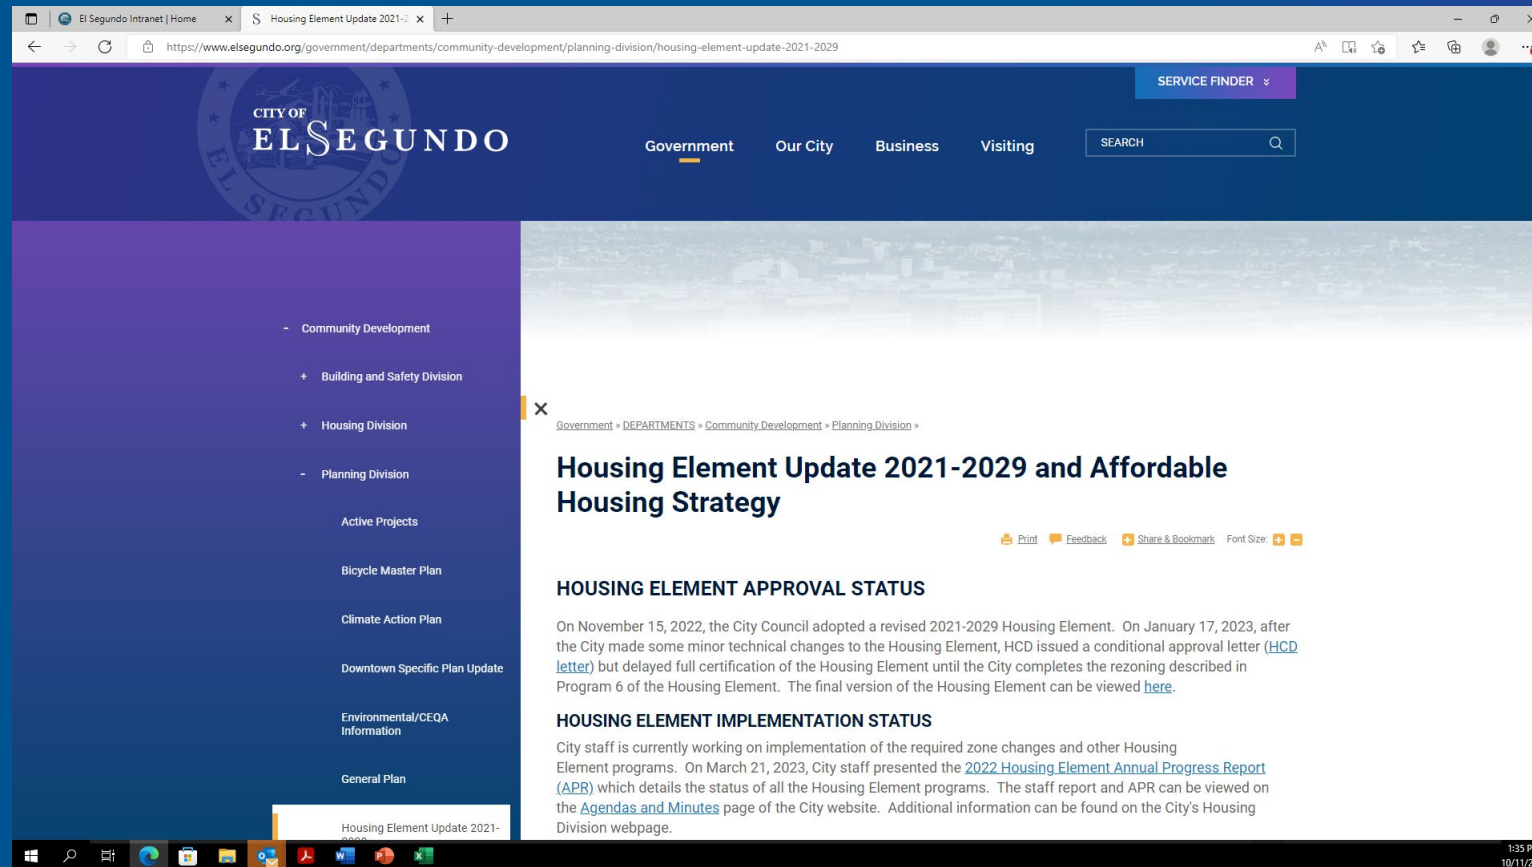 El Segundo Intranet | Home
Housing Element Update 2021-2
https://www.elsegundo.org/government/departments/community-development/planning-division/housing-element-update-2021-2029
SERVICE FINDER
CITY OF
EL SEGUNDO
EL SEGUNDO
Government
Our City
Business
Visiting
SEARCH
- Community Development
+ Building and Safety Division
+ Housing Division
- Planning Division
Active Projects
Bicycle Master Plan
Climate Action Plan
Downtown Specific Plan Update
Environmental/CEQA
Information
General Plan
Housing Element Update 2021-
Government » DEPARTMENTS » Community Development » Planning Division »
Housing Element Update 2021-2029 and Affordable
Housing Strategy
Print Feedback Share & Bookmark Font Size: + -
HOUSING ELEMENT APPROVAL STATUS
On November 15, 2022, the City Council adopted a revised 2021-2029 Housing Element. On January 17, 2023, after
the City made some minor technical changes to the Housing Element, HCD issued a conditional approval letter (HCD
letter) but delayed full certification of the Housing Element until the City completes the rezoning described in
Program 6 of the Housing Element. The final version of the Housing Element can be viewed here.
HOUSING ELEMENT IMPLEMENTATION STATUS
City staff is currently working on implementation of the required zone changes and other Housing
Element programs. On March 21, 2023, City staff presented the 2022 Housing Element Annual Progress Report
(APR) which details the status of all the Housing Element programs. The staff report and APR can be viewed on
the Agendas and Minutes page of the City website. Additional information can be found on the City's Housing
Division webpage.
1:35 P
10/11/2